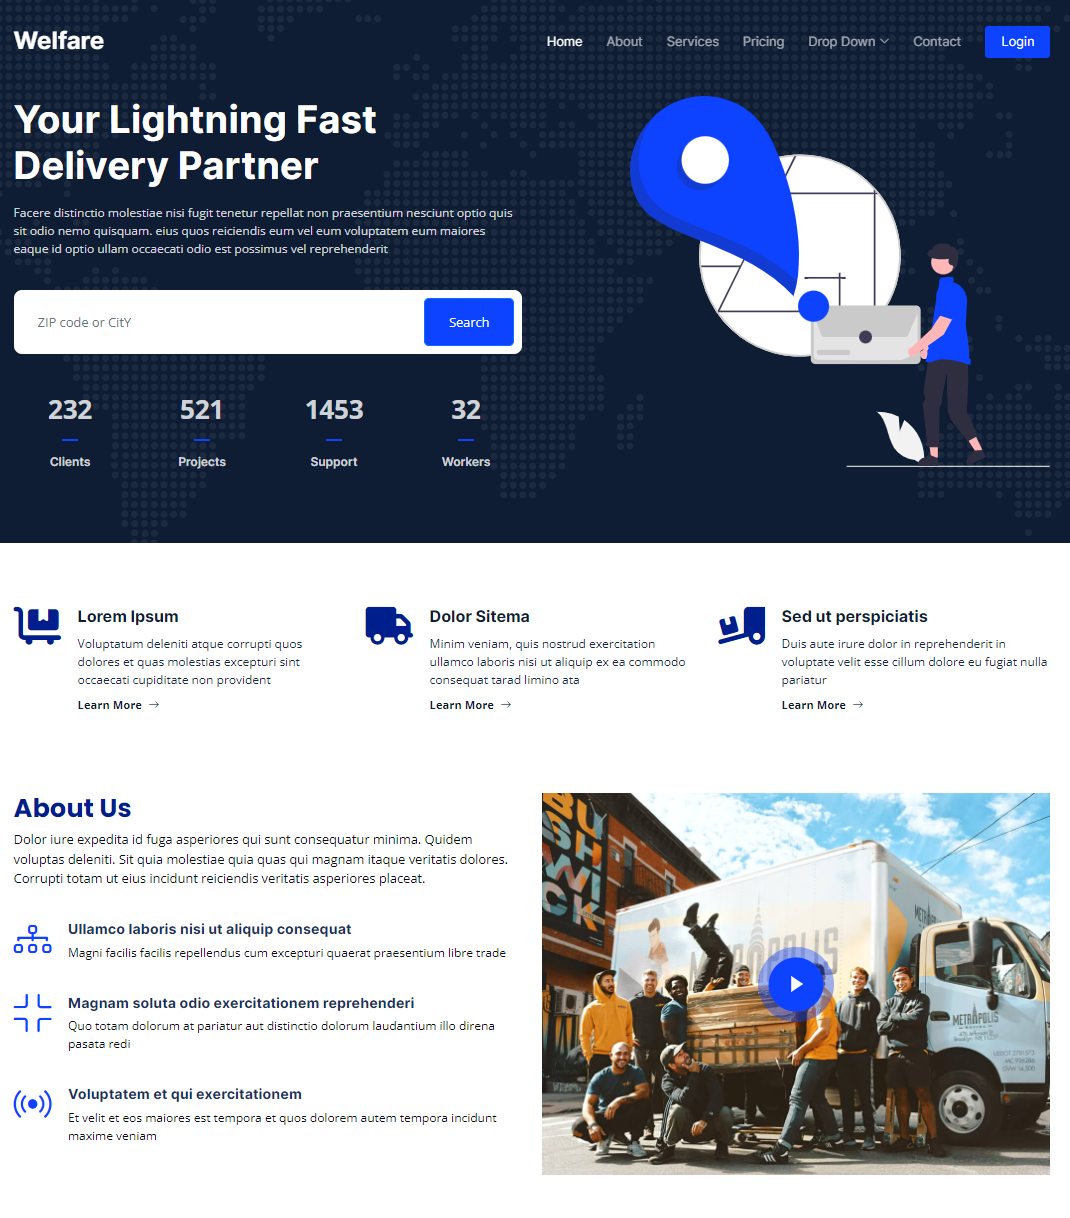 Welfare
Home About Services Pricing Drop Down Contact Login
Your Lightning Fast
Delivery Partner
Facere distinctio molestiae nisi fugit tenetur repellat non praesentium nesciunt optio quis
sit odio nemo quisquam. eius quos reiciendis eum vel eum voluptatem eum maiores
eaque id optio ullam occaecati odio est possimus vel reprehenderit
ZIP code or CitY Search
232 521 1453 32
Clients Projects Support Workers
Lorem Ipsum
Voluptatum deleniti atque corrupti quos
dolores et quas molestias excepturi sint
occaecati cupiditate non provident
Learn More
Dolor Sitema
Minim veniam, quis nostrud exercitation
ullamco laboris nisi ut aliquip ex ea commodo
consequat tarad limino ata
Learn More
Sed ut perspiciatis
Duis aute irure dolor in reprehenderit in
voluptate velit esse cillum dolore eu fugiat nulla
pariatur
Learn More
About Us
Dolor iure expedita id fuga asperiores qui sunt consequatur minima. Quidem
voluptas deleniti. Sit quia molestiae quia quas qui magnam itaque veritatis dolores.
Corrupti totam ut eius incidunt reiciendis veritatis asperiores placeat.
Ullamco laboris nisi ut aliquip consequat
Magni facilis facilis repellendus cum excepturi quaerat praesentium libre trade
Magnam soluta odio exercitationem reprehenderi
Quo totam dolorum at pariatur aut distinctio dolorum laudantium illo direna
pasata redi
Voluptatem et qui exercitationem
Et velit et eos maiores est tempora et quos dolorem autem tempora incidunt
maxime veniam
BUSHWICK
METROPOLIS
METROPOLIS